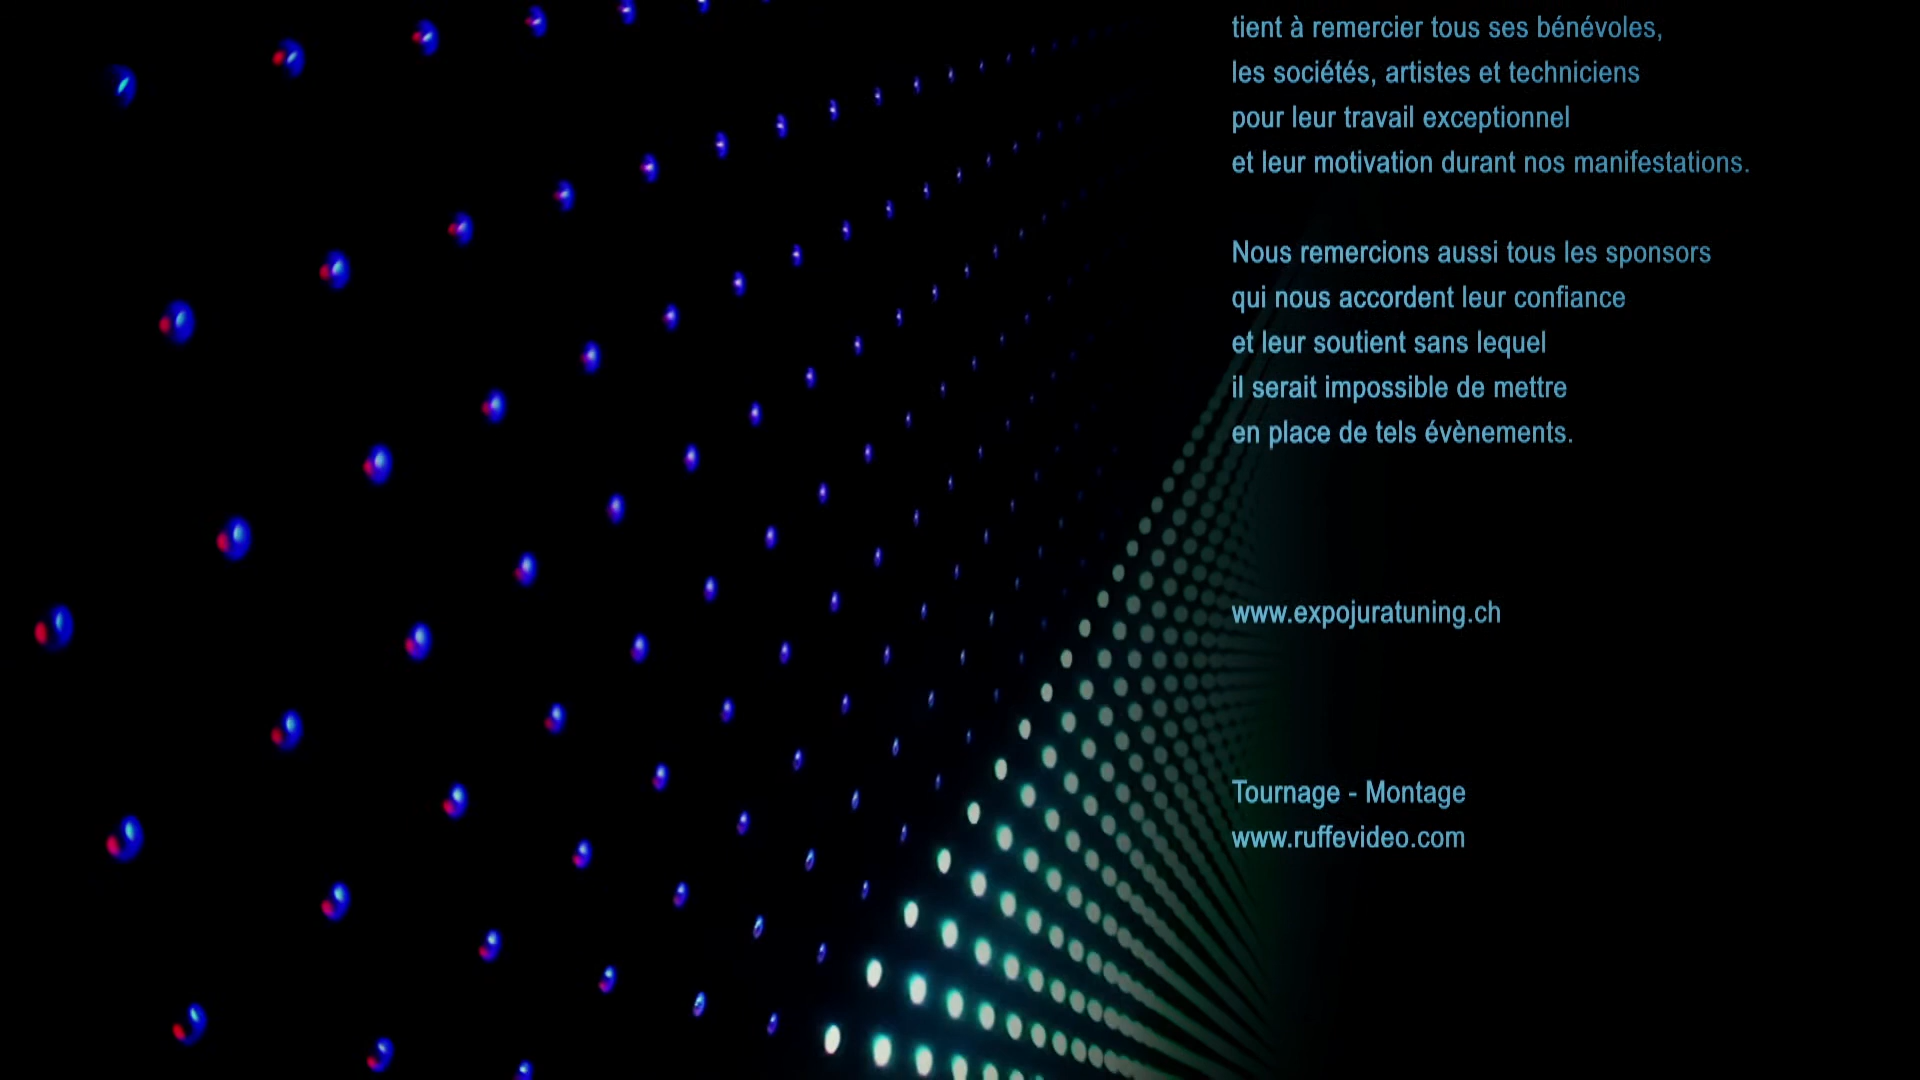 tient à remercier tous ses bénévoles,
les sociétés, artistes et techniciens
pour leur travail exceptionnel
et leur motivation durant nos manifestations.
Nous remercions aussi tous les sponsors
qui nous accordent leur confiance
et leur soutient sans lequel
il serait impossible de mettre
en place de tels évènements.
www.expojuratuning.ch
Tournage - Montage
www.ruffevideo.com